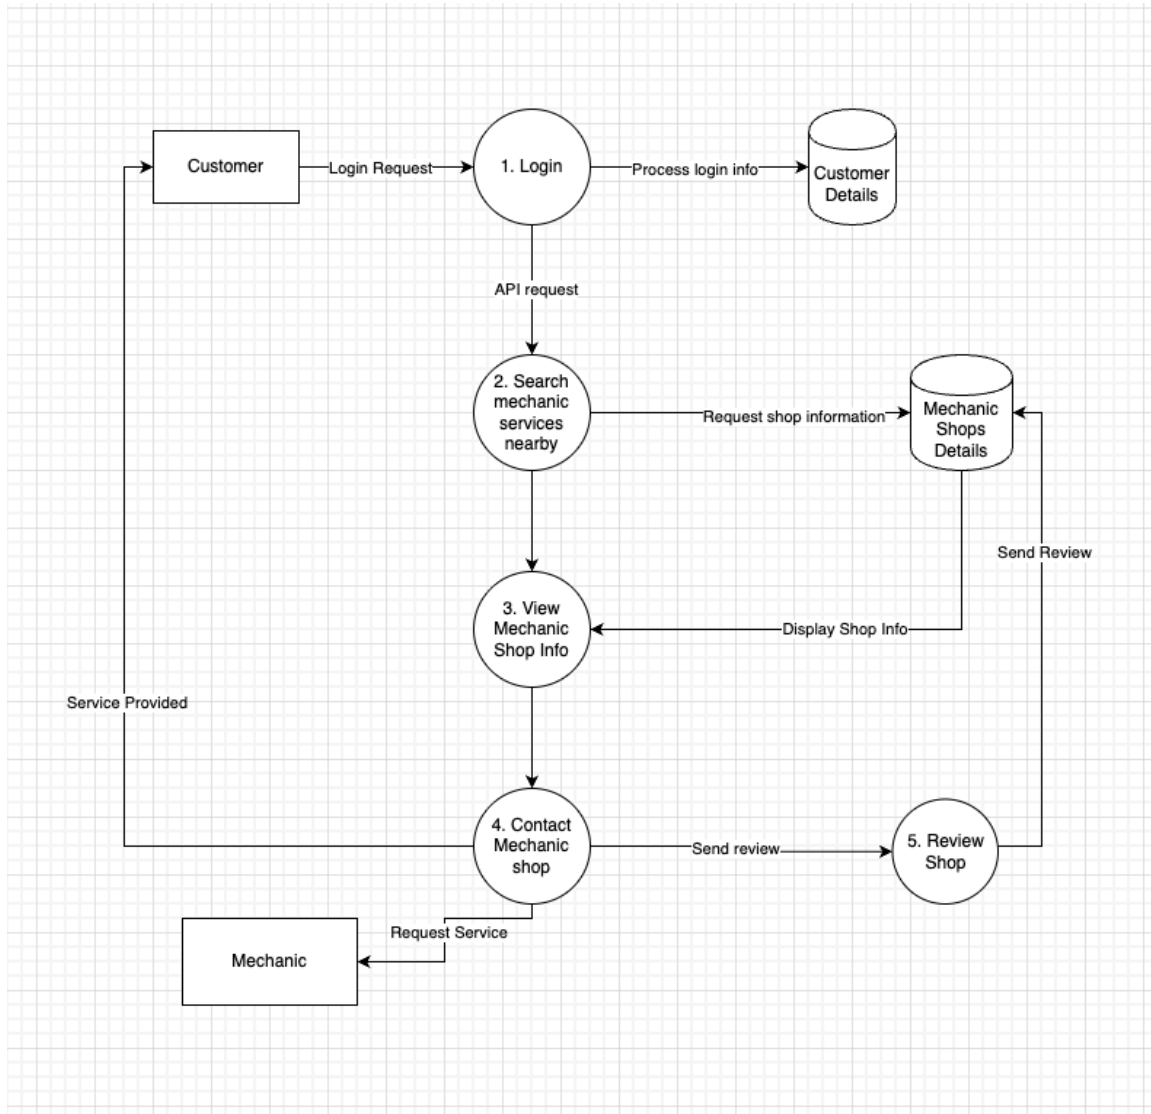 Customer
Login Request
1. Login
Process login info
Customer
Details
API request
2. Search
mechanic
services
nearby
Request shop information
Mechanic
Shops
Details
Send Review
3. View
Mechanic
Shop Info
Display Shop Info
Service Provided
4. Contact
Mechanic
shop
Send review
5. Review
Shop
Request Service
Mechanic